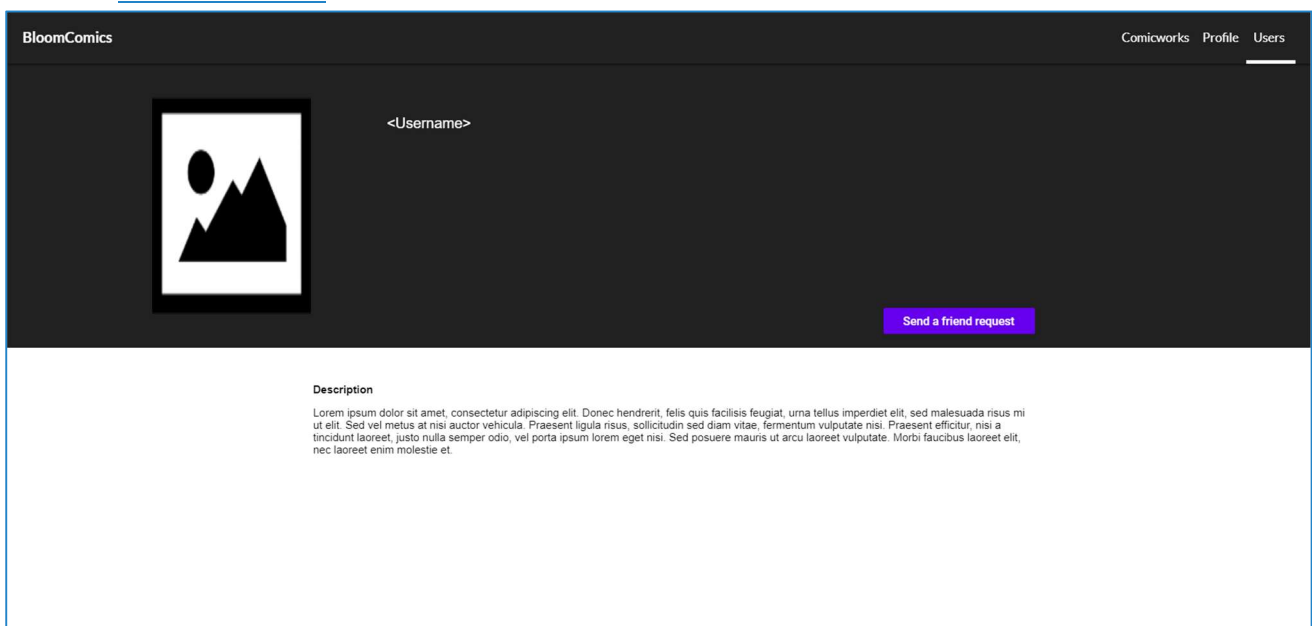 BloomComics
Comicworks Profile Users
<Username>
Send a friend request
Description
Lorem ipsum dolor sit amet, consectetur adipiscing elit. Donec hendrerit, felis quis facilisis feugiat, urna tellus imperdiet elit, sed malesuada risus mi
ut elit. Sed vel metus at nisi auctor vehicula. Praesent ligula risus, sollicitudin sed diam vitae, fermentum vulputate nisi. Praesent efficitur, nisi a
tincidunt laoreet, justo nulla semper odio, vel porta ipsum lorem eget nisi. Sed posuere mauris ut arcu laoreet vulputate. Morbi faucibus laoreet elit,
nec laoreet enim molestie et.